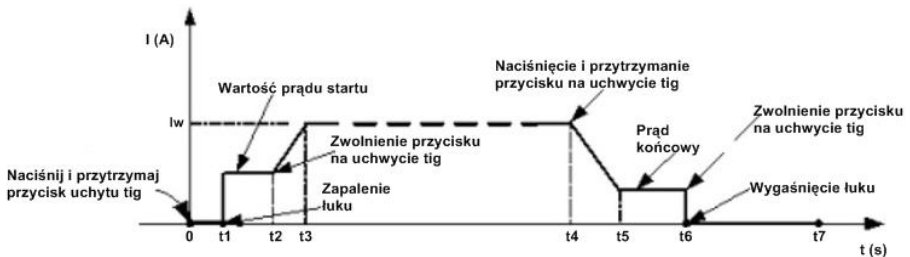 I (A)
Naciśnięcie i przytrzymanie
przycisku na uchwycie tig
Wartość prądu startu
Zwolnienie przycisku
na uchwycie tig
Iw
Prąd
końcowy
Zwolnienie przycisku
na uchwycie tig
Naciśnij i przytrzymaj
przycisk uchytu tig
Zapalenie
łuku
Wygaśnięcie łuku
0
t1
t2
t3
t4
t5
t6
t7
t (s)